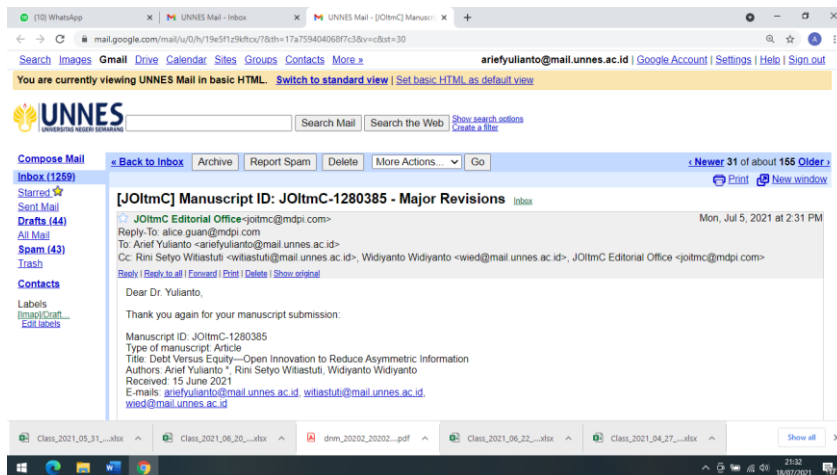 (10) WhatsApp
UNNES Mail - Inbox
UNNES Mail - [JOItmC] Manuscri
mail.google.com/mail/u/0/h/19e5f1z9kftcx/?&th=17a759404068f7c3&v=c&st=30
Search Images Gmail Drive Calendar Sites Groups Contacts More »
ariefyulianto@mail.unnes.ac.id | Google Account | Settings | Help | Sign out
You are currently viewing UNNES Mail in basic HTML. Switch to standard view | Set basic HTML as default view
UNNES
UNIVERSITAS NEGERI SEMARANG
Search Mail Search the Web
Show search options
Create a filter
Compose Mail
Inbox (1259)
Starred
Sent Mail
Drafts (44)
All Mail
Spam (43)
Trash
Contacts
Labels
[Imap]/Draft...
Edit labels
« Back to Inbox Archive Report Spam Delete More Actions... Go
‹ Newer 31 of about 155 Older ›
Print New window
[JOItmC] Manuscript ID: JOItmC-1280385 - Major Revisions Inbox
JOItmC Editorial Office<joitmc@mdpi.com> Mon, Jul 5, 2021 at 2:31 PM
Reply-To: alice.guan@mdpi.com
To: Arief Yulianto <ariefyulianto@mail.unnes.ac.id>
Cc: Rini Setyo Witiastuti <witiastuti@mail.unnes.ac.id>, Widiyanto Widiyanto <wied@mail.unnes.ac.id>, JOItmC Editorial Office <joitmc@mdpi.com>
Reply | Reply to all | Forward | Print | Delete | Show original
Dear Dr. Yulianto,
Thank you again for your manuscript submission:
Manuscript ID: JOItmC-1280385
Type of manuscript: Article
Title: Debt Versus Equity—Open Innovation to Reduce Asymmetric Information
Authors: Arief Yulianto *, Rini Setyo Witiastuti, Widiyanto Widiyanto
Received: 15 June 2021
E-mails: ariefyulianto@mail.unnes.ac.id, witiastuti@mail.unnes.ac.id,
wied@mail.unnes.ac.id
Class_2021_05_31_....xlsx
Class_2021_06_20_....xlsx
dnm_20202_20202....pdf
Class_2021_06_22_....xlsx
Class_2021_04_27_....xlsx
Show all
21:32
18/07/2021